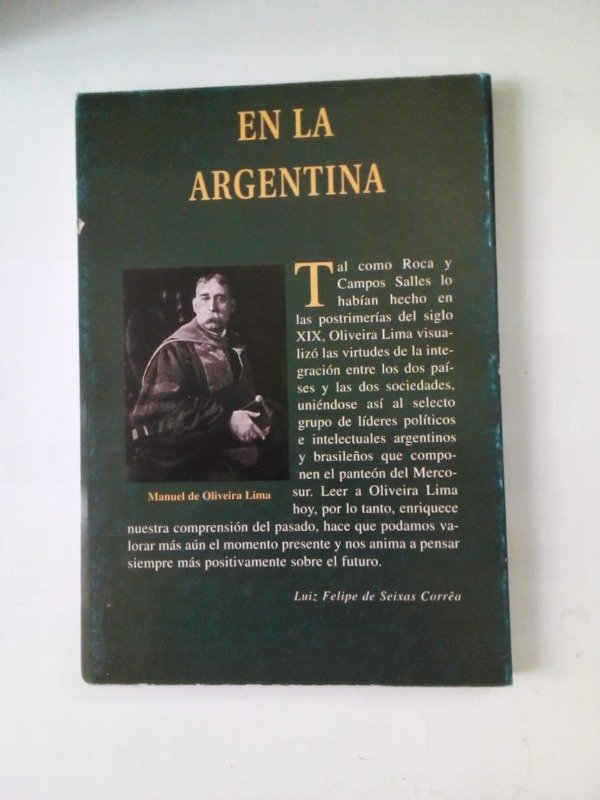 EN LA
ARGENTINA
Tal como Roca y
Campos Salles lo
habían hecho en
las postrimerías del siglo
XIX, Oliveira Lima visua-
lizó las virtudes de la inte-
gración entre los dos paí-
ses y las dos sociedades,
uniéndose así al selecto
grupo de líderes políticos
e intelectuales argentinos
y brasileños que compo-
nen el panteón del Merco-
sur. Leer a Oliveira Lima
hoy, por lo tanto, enriquece
nuestra comprensión del pasado, hace que podamos va-
lorar más aún el momento presente y nos anima a pensar
siempre más positivamente sobre el futuro.
Manuel de Oliveira Lima
Luiz Felipe de Seixas Corrêa